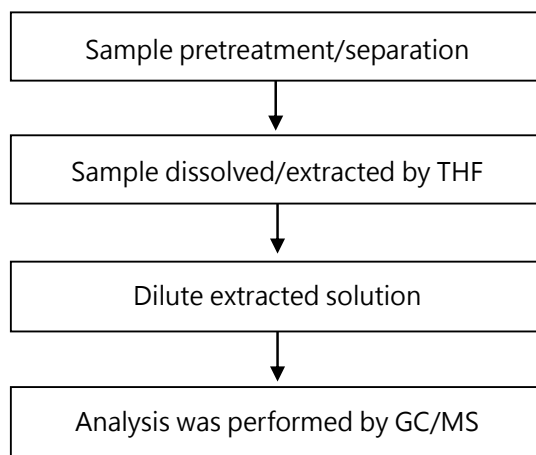 Sample pretreatment/separation
Sample dissolved/extracted by THF
Dilute extracted solution
Analysis was performed by GC/MS